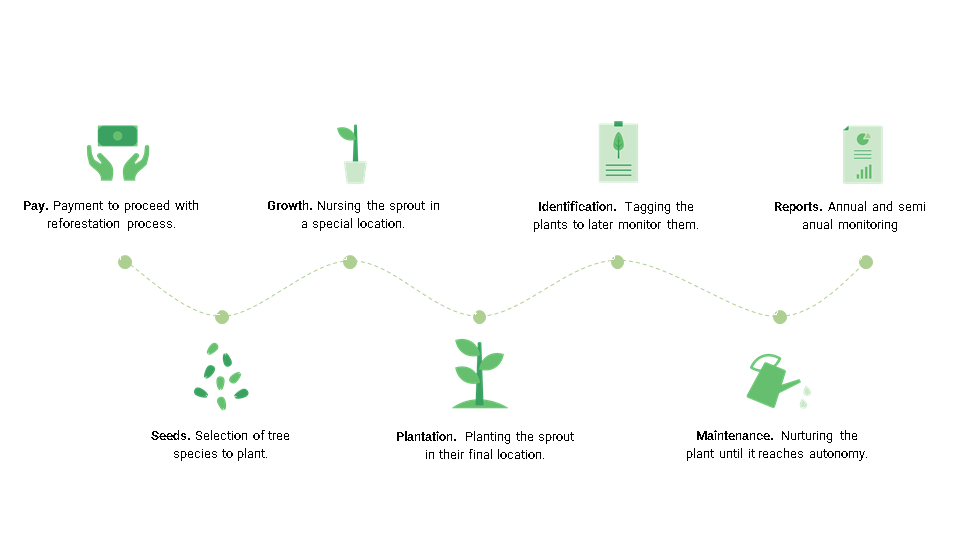 Pay. Payment to proceed with
reforestation process.
Seeds. Selection of tree
species to plant.
Growth. Nursing the sprout in
a special location.
Plantation. Planting the sprout
in their final location.
Identification. Tagging the
plants to later monitor them.
Maintenance. Nurturing the
plant until it reaches autonomy.
Reports. Annual and semi
anual monitoring